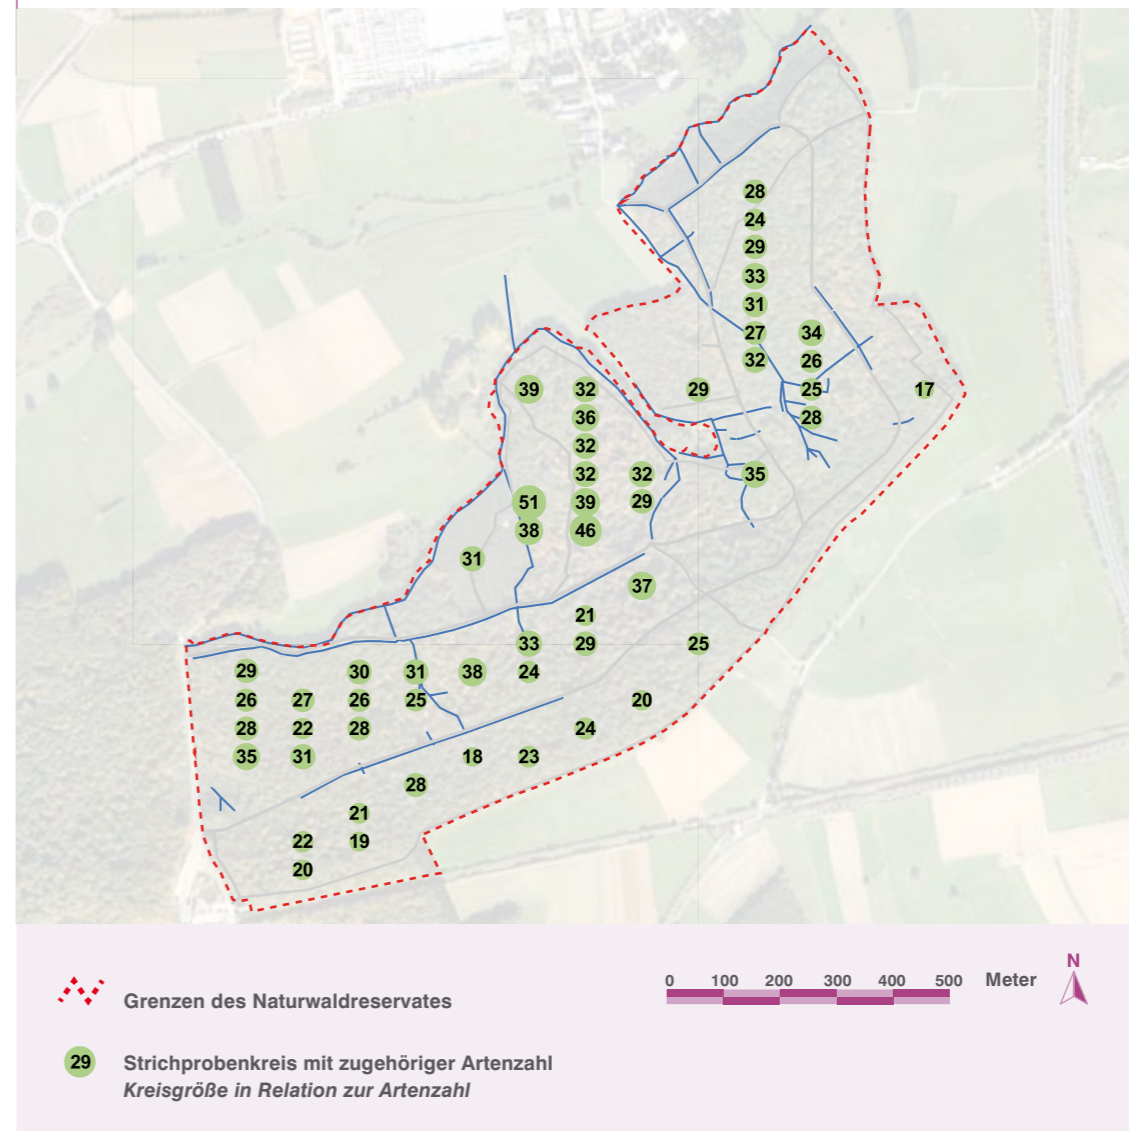 28
24
29
33
31
27 34
32 26
39 32 29 25 17
36 28
32
32 32 35
51 39 29
38 46
31
37
21
33 29 25
29 30 31 38 24
26 27 26 25 20
28 22 28 24
35 31 18 23
28
21
22 19
20
N
0 100 200 300 400 500 Meter
Grenzen des Naturwaldreservates
29 Strichprobenkreis mit zugehöriger Artenzahl
Kreisgröße in Relation zur Artenzahl